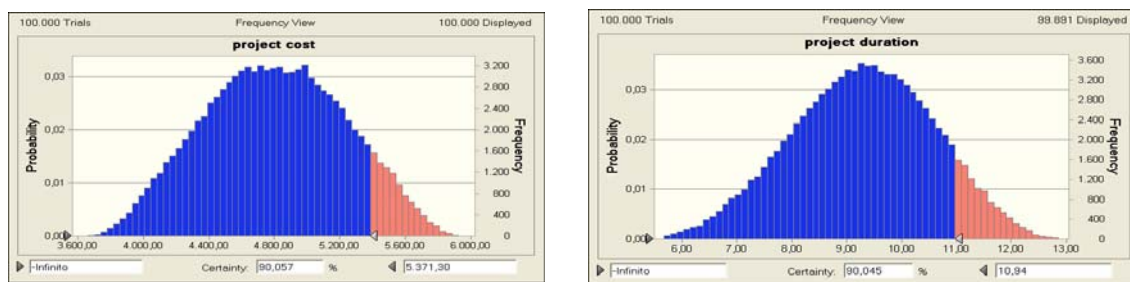 100.000 Trials Frequency View 100.000 Displayed
project cost
Probability
0,03
0,02
0,01
0,00
3.200
2.800
2.400
2.000
1.600
1.200
800
400
0
Frequency
3.600,00 4.000,00 4.400,00 4.800,00 5.200,00 5.600,00 6.000,00
-Infinito Certainty: 90,057 % 5.371,30
100.000 Trials Frequency View 99.891 Displayed
project duration
Probability
0,03
0,02
0,01
0,00
3.600
3.200
2.800
2.400
2.000
1.600
1.200
800
400
0
Frequency
6,00 7,00 8,00 9,00 10,00 11,00 12,00 13,00
-Infinito Certainty: 90,045 % 10,94